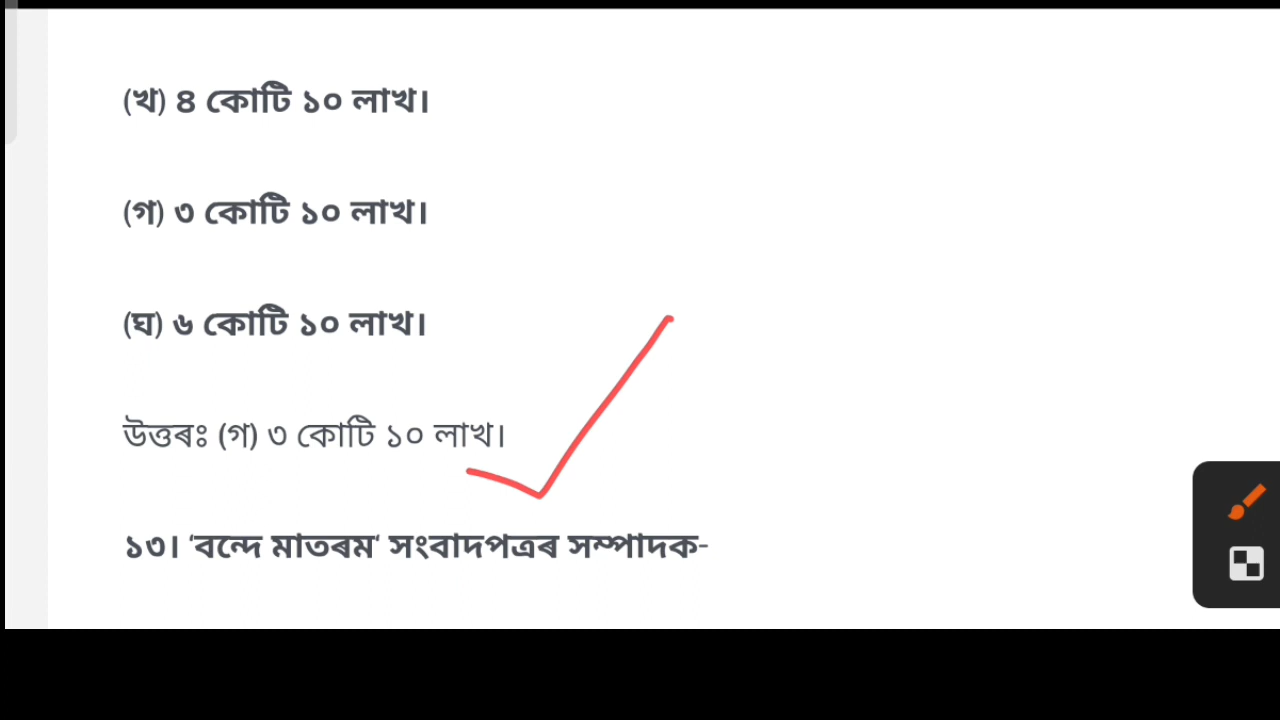 (খ) ৪ কোটি ১০ লাখ।
(গ) ৩ কোটি ১০ লাখ।
(ঘ) ৬ কোটি ১০ লাখ।
উত্তৰঃ (গ) ৩ কোটি ১০ লাখ।
১৩। ‘বন্দে মাতৰম‘ সংবাদপত্ৰৰ সম্পাদক-